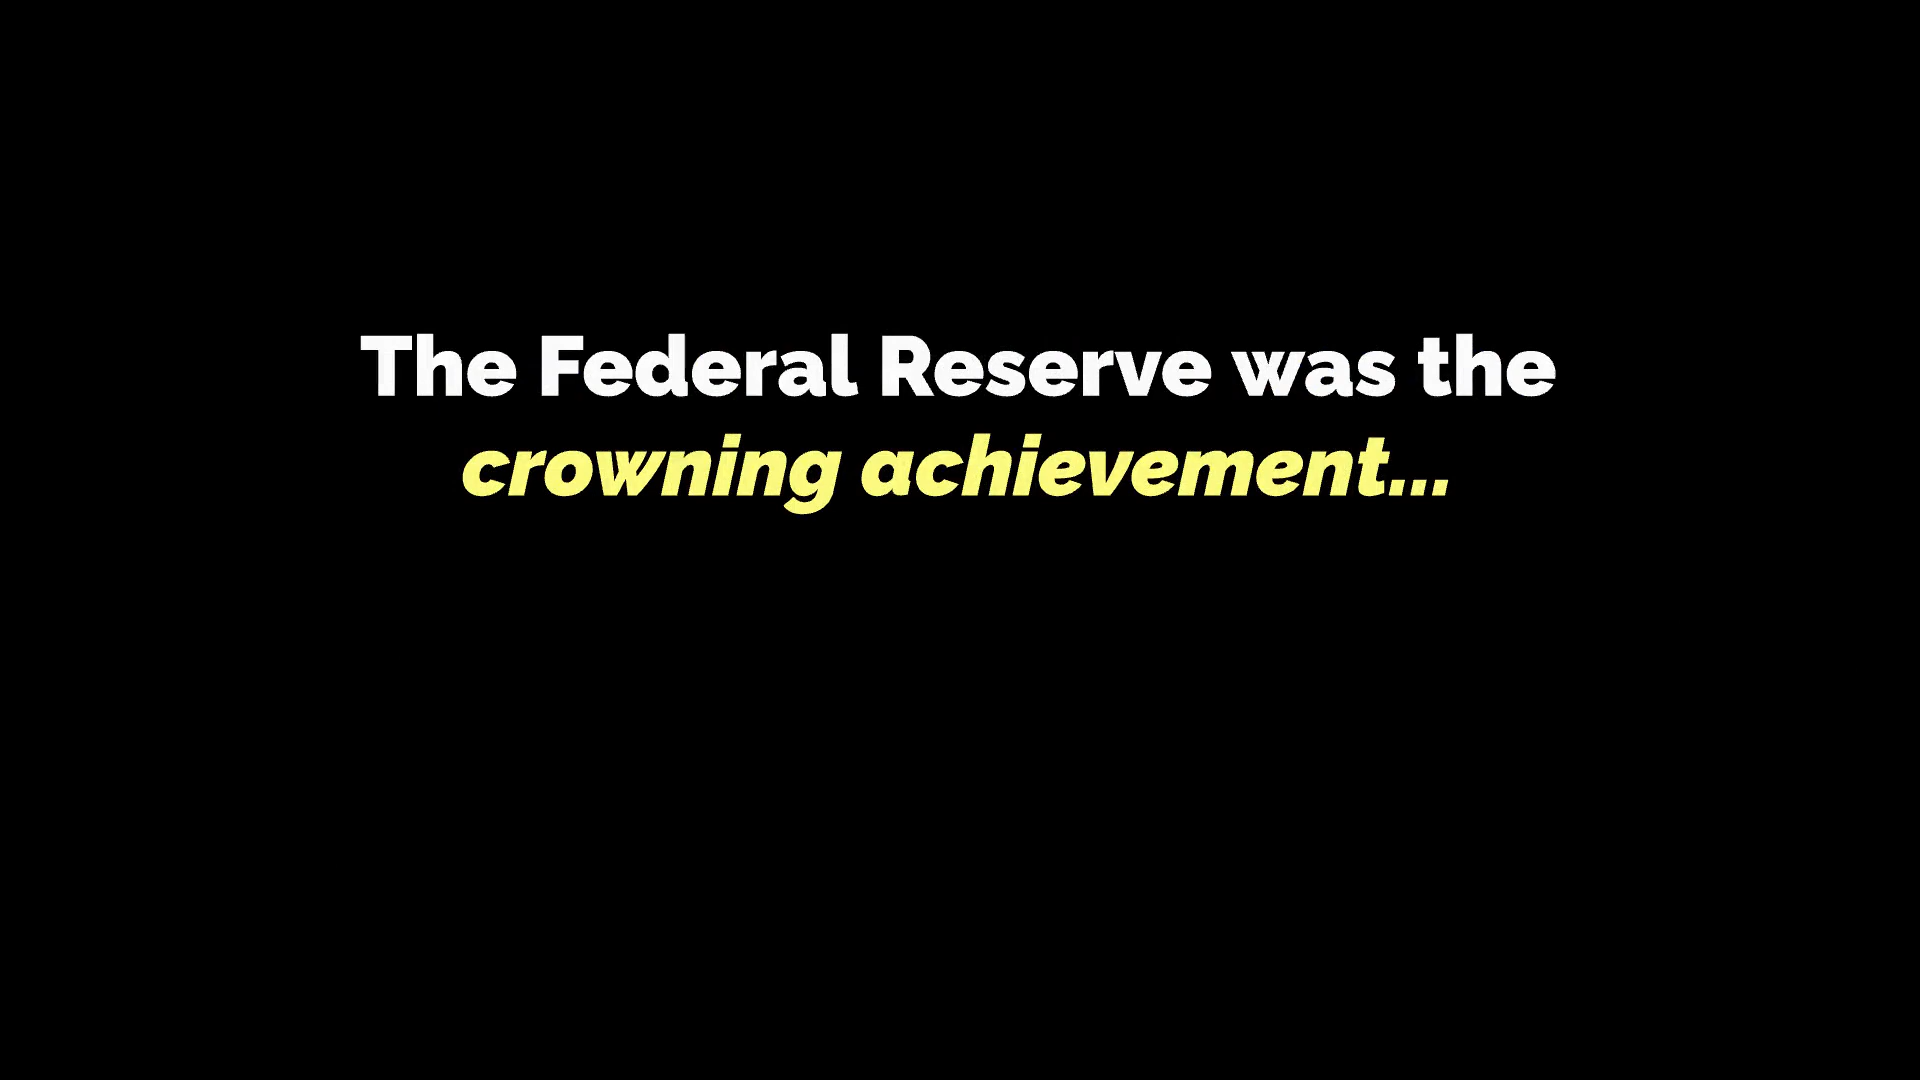 The Federal Reserve was the
crowning achievement...